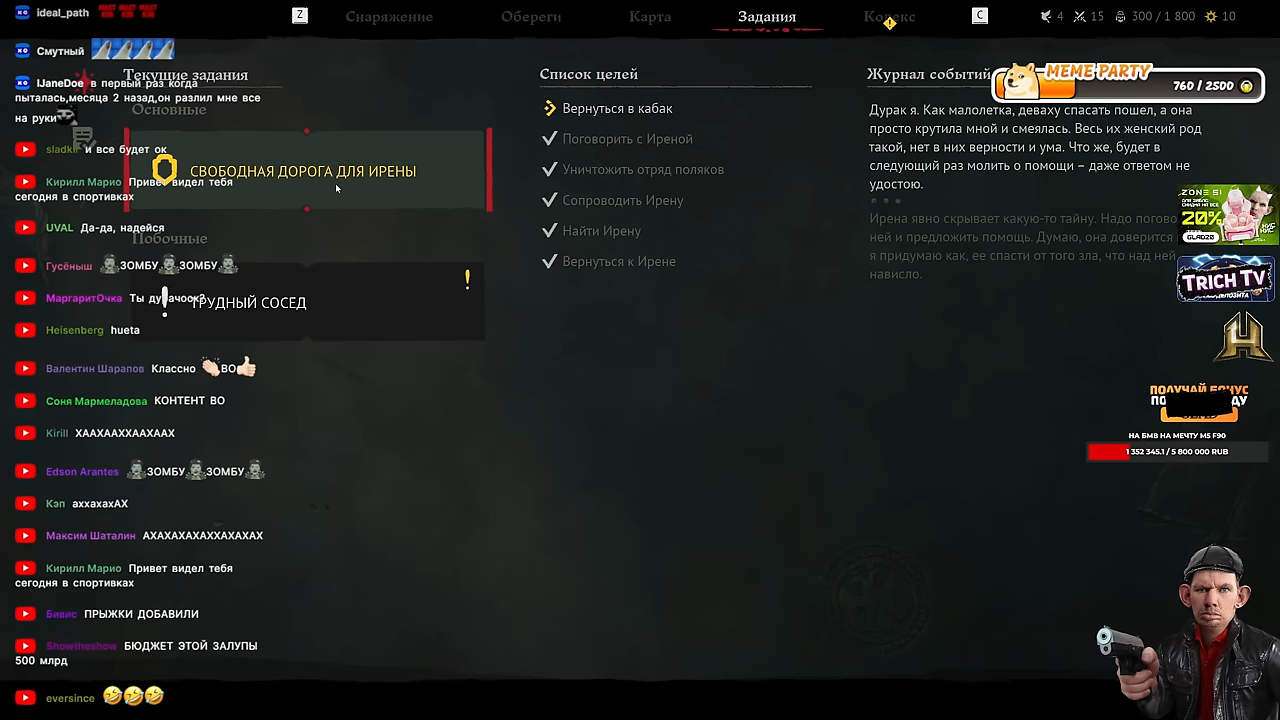 ideal_path
Z
Снаряжение
Обереги
Карта
Задания
Кодекс
C
4
15
300 / 1 800
10
Смутный
IJaneDoe в первый раз когда
пыталась,месяца 2 назад,он разлил мне все
на руки
sladkii и все будет ок
Кирилл Марио Привет видел тебя
сегодня в спортивках
UVAL Да-да, надейся
Гусёныш ЗОМБУ ЗОМБУ
МаргаритОчка Ты дурачоок?
Heisenberg hueta
Валентин Шарапов Классно ВО
Соня Мармеладова КОНТЕНТ ВО
Kirill ХААХААХХААХААХ
Edson Arantes ЗОМБУ ЗОМБУ
Кэп аххахахАХ
Максим Шаталин АХАХАХАХАХХАХАХАХ
Кирилл Марио Привет видел тебя
сегодня в спортивках
Бивис ПРЫЖКИ ДОБАВИЛИ
Showtheshow БЮДЖЕТ ЭТОЙ ЗАЛУПЫ
500 млрд
eversince
Текущие задания
Основные
СВОБОДНАЯ ДОРОГА ДЛЯ ИРЕНЫ
Побочные
ТРУДНЫЙ СОСЕД
Список целей
Вернуться в кабак
Поговорить с Иреной
Уничтожить отряд поляков
Сопроводить Ирену
Найти Ирену
Вернуться к Ирене
Журнал событий
Дурак я. Как малолетка, деваху спасать пошел, а она
просто крутила мной и смеялась. Весь их женский род
такой, нет в них верности и ума. Что же, будет в
следующий раз молить о помощи – даже ответом не
удостою.
Ирена явно скрывает какую-то тайну. Надо погово
ней и предложить помощь. Думаю, она доверится
я придумаю как, ее спасти от того зла, что над ней
нависло.
MEME PARTY
760 / 2500
ZONE 51
20%
GLAD20
TRICH TV
ПОЛУЧАЙ БОНУС
НА БМВ НА МЕЧТУ M5 F90
1 352 345.1 / 5 800 000 RUB